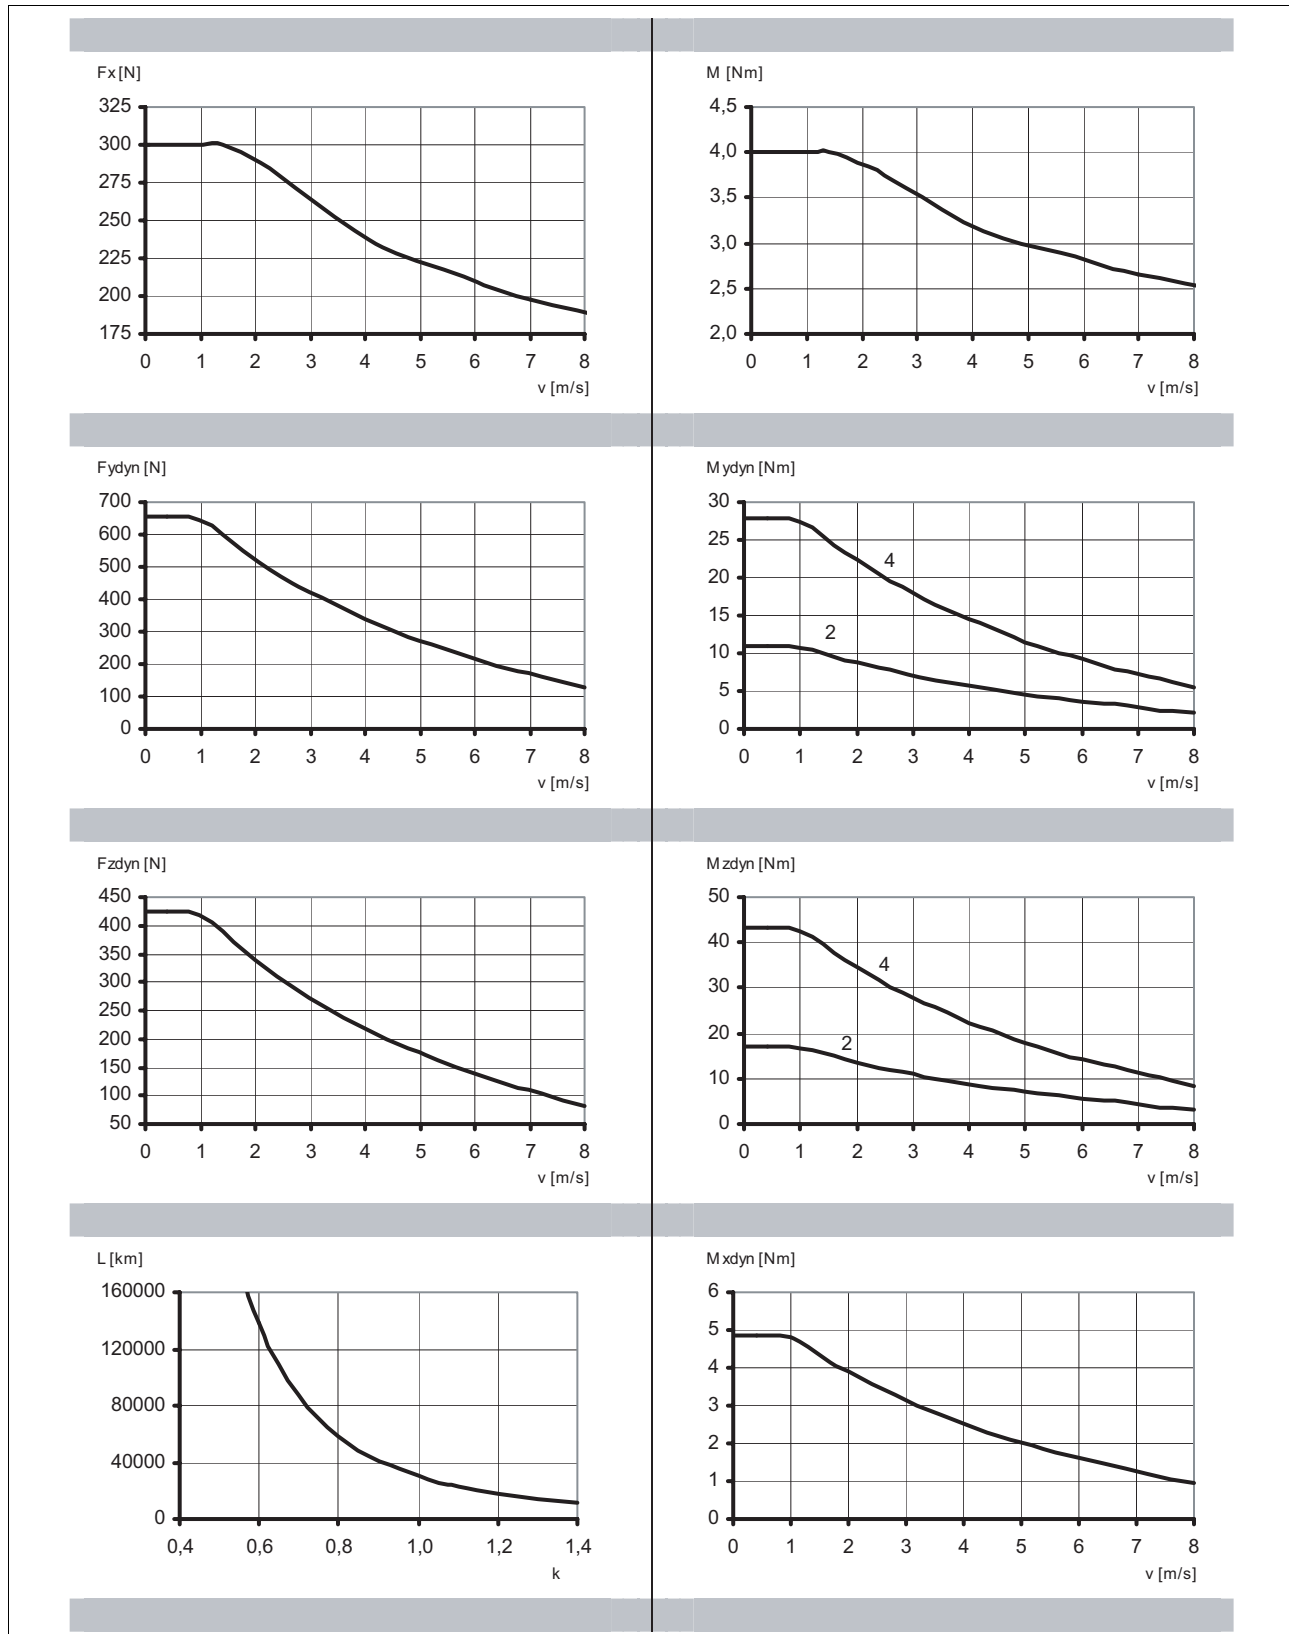 Fx [N]
325
300
275
250
225
200
175
0 1 2 3 4 5 6 7 8
v [m/s]
M [Nm]
4,5
4,0
3,5
3,0
2,5
2,0
0 1 2 3 4 5 6 7 8
v [m/s]
Fydyn [N]
700
600
500
400
300
200
100
0
0 1 2 3 4 5 6 7 8
v [m/s]
Mydyn [Nm]
30
25
20
15
10
5
0
4
2
0 1 2 3 4 5 6 7 8
v [m/s]
Fzdyn [N]
450
400
350
300
250
200
150
100
50
0 1 2 3 4 5 6 7 8
v [m/s]
Mzdyn [Nm]
50
40
30
20
10
0
4
2
0 1 2 3 4 5 6 7 8
v [m/s]
L [km]
160000
120000
80000
40000
0
0,4 0,6 0,8 1,0 1,2 1,4
k
Mxdyn [Nm]
6
5
4
3
2
1
0
0 1 2 3 4 5 6 7 8
v [m/s]